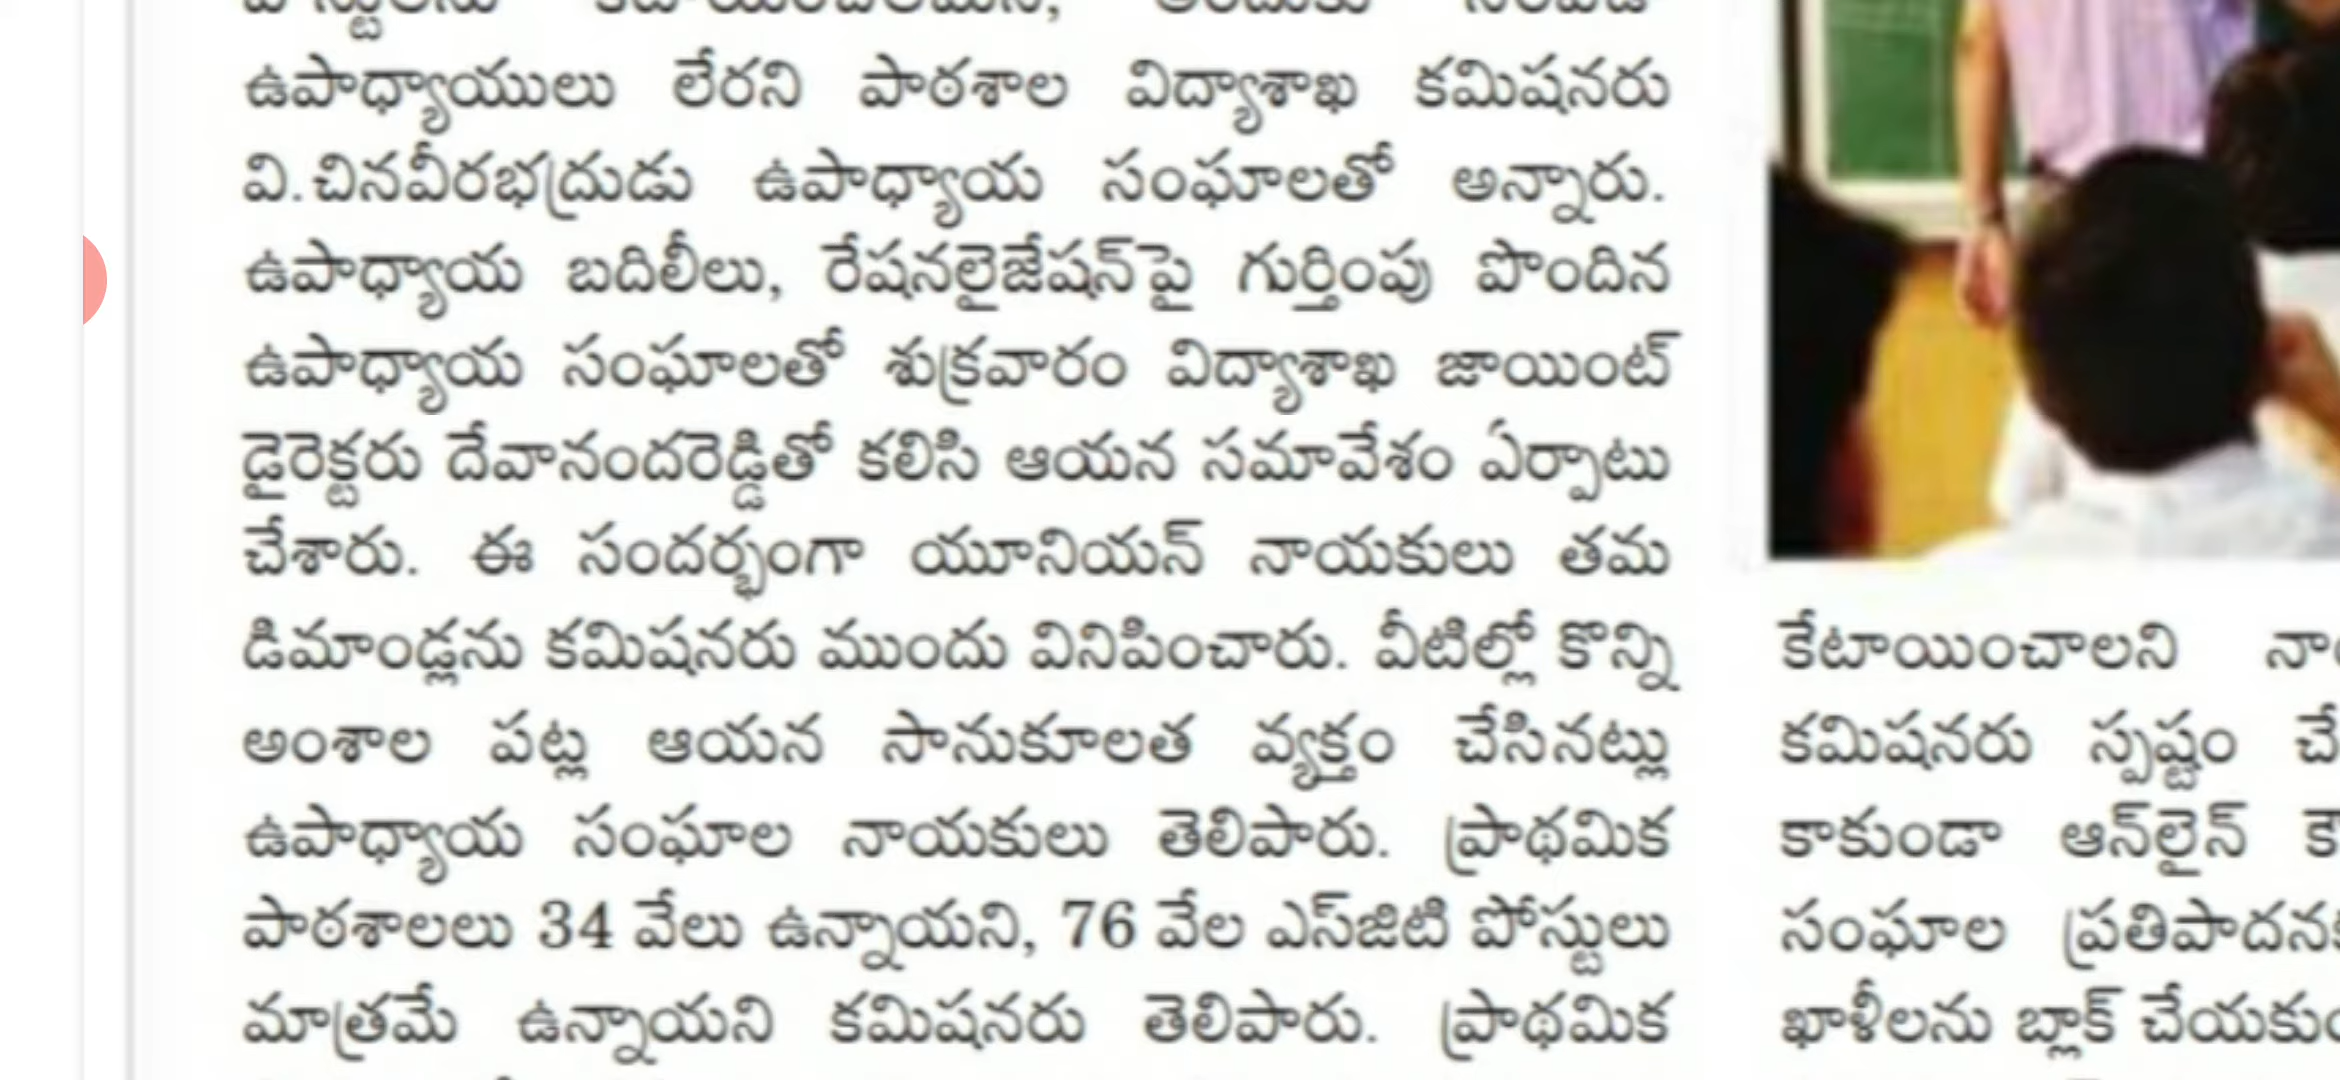 ఉపాధ్యాయులు లేరని పాఠశాల విద్యాశాఖ కమిషనరు
వి.చినవీరభద్రుడు ఉపాధ్యాయ సంఘాలతో అన్నారు.
ఉపాధ్యాయ బదిలీలు, రేషనలైజేషన్‌పై గుర్తింపు పొందిన
ఉపాధ్యాయ సంఘాలతో శుక్రవారం విద్యాశాఖ జాయింట్
డైరెక్టరు దేవానందరెడ్డితో కలిసి ఆయన సమావేశం ఏర్పాటు
చేశారు. ఈ సందర్భంగా యూనియన్ నాయకులు తమ
డిమాండ్లను కమిషనరు ముందు వినిపించారు. వీటిల్లో కొన్ని
అంశాల పట్ల ఆయన సానుకూలత వ్యక్తం చేసినట్లు
ఉపాధ్యాయ సంఘాల నాయకులు తెలిపారు. ప్రాథమిక
పాఠశాలలు 34 వేలు ఉన్నాయని, 76 వేల ఎస్‌జిటి పోస్టులు
మాత్రమే ఉన్నాయని కమిషనరు తెలిపారు. ప్రాథమిక
కేటాయించాలని
కమిషనరు స్పష్టం
కాకుండా ఆన్‌లైన్
సంఘాల
ఖాళీలను బ్లాక్